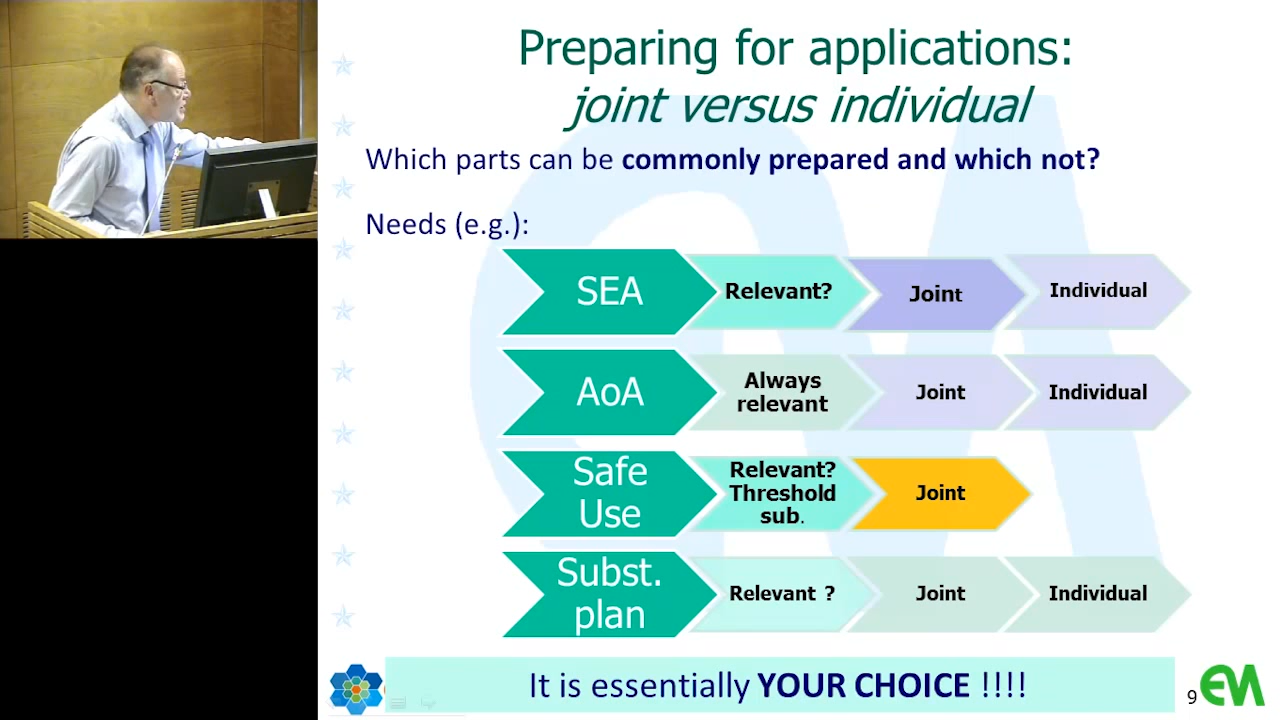 Preparing for applications:
joint versus individual
Which parts can be commonly prepared and which not?
Needs (e.g.):
SEA
Relevant?
Joint
Individual
AoA
Always
relevant
Joint
Individual
Safe
Use
Relevant?
Threshold
sub.
Joint
Subst.
plan
Relevant ?
Joint
Individual
It is essentially YOUR CHOICE !!!!
9